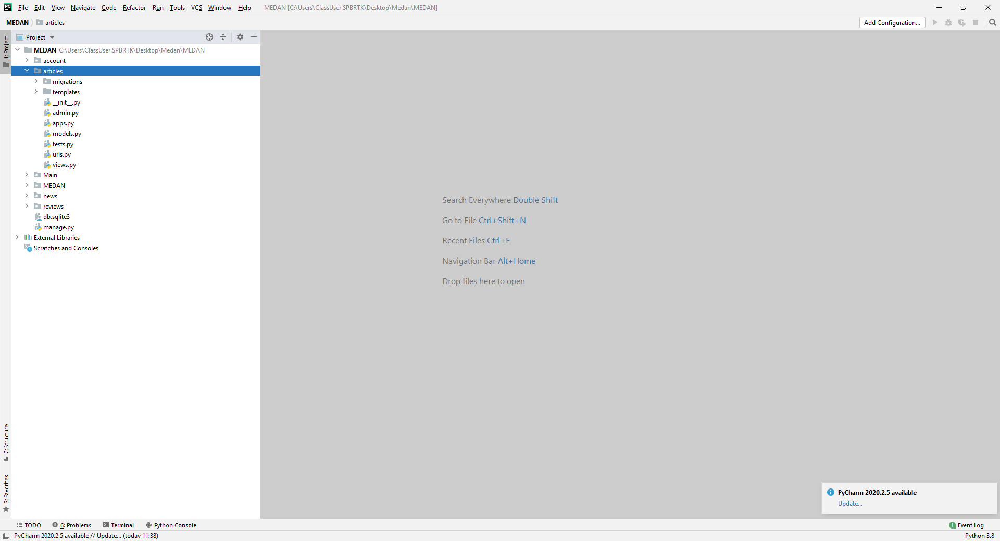 PC File Edit View Navigate Code Refactor Run Tools VCS Window Help MEDAN [C:\Users\ClassUser.SPBRTK\Desktop\Medan\MEDAN]
MEDAN articles Add Configuration...
1: Project
Project
MEDAN C:\Users\ClassUser.SPBRTK\Desktop\Medan\MEDAN
account
articles
migrations
templates
__init__.py
admin.py
apps.py
models.py
tests.py
urls.py
views.py
Main
MEDAN
news
reviews
db.sqlite3
manage.py
External Libraries
Scratches and Consoles
Search Everywhere Double Shift
Go to File Ctrl+Shift+N
Recent Files Ctrl+E
Navigation Bar Alt+Home
Drop files here to open
7: Structure
2: Favorites
PyCharm 2020.2.5 available
Update...
TODO 6: Problems Terminal Python Console 1 Event Log
PyCharm 2020.2.5 available // Update... (today 11:38) Python 3.8